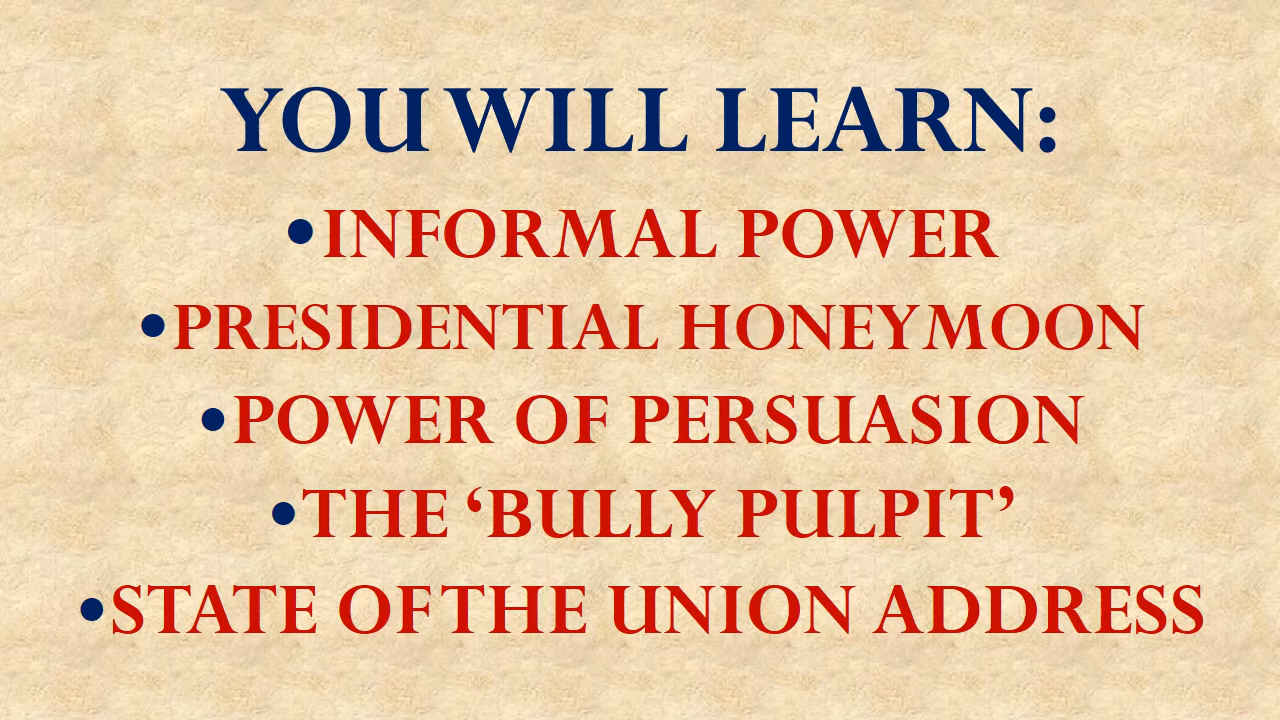 YOU WILL LEARN:
•INFORMAL POWER
•PRESIDENTIAL HONEYMOON
•POWER OF PERSUASION
•THE ‘BULLY PULPIT’
•STATE OF THE UNION ADDRESS